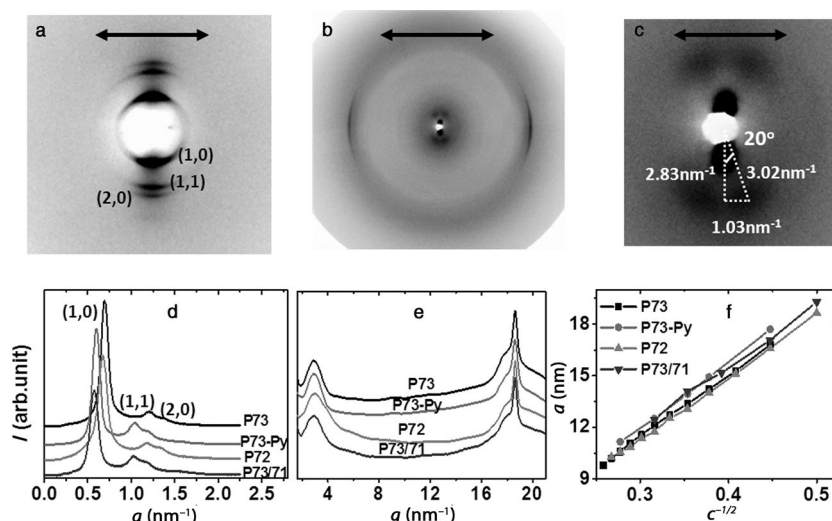 a
(1,0)
(1,1)
(2,0)
b
c
20°
2.83nm⁻¹
3.02nm⁻¹
1.03nm⁻¹
d
I (arb.unit)
(1,0)
(1,1)
(2,0)
P73
P73-Py
P72
P73/71
0.0 0.5 1.0 1.5 2.0 2.5
q (nm⁻¹)
e
P73
P73-Py
P72
P73/71
4 8 12 16 20
q (nm⁻¹)
f
P73
P73-Py
P72
P73/71
a (nm)
18
15
12
9
0.3 0.4 0.5
c⁻¹/²